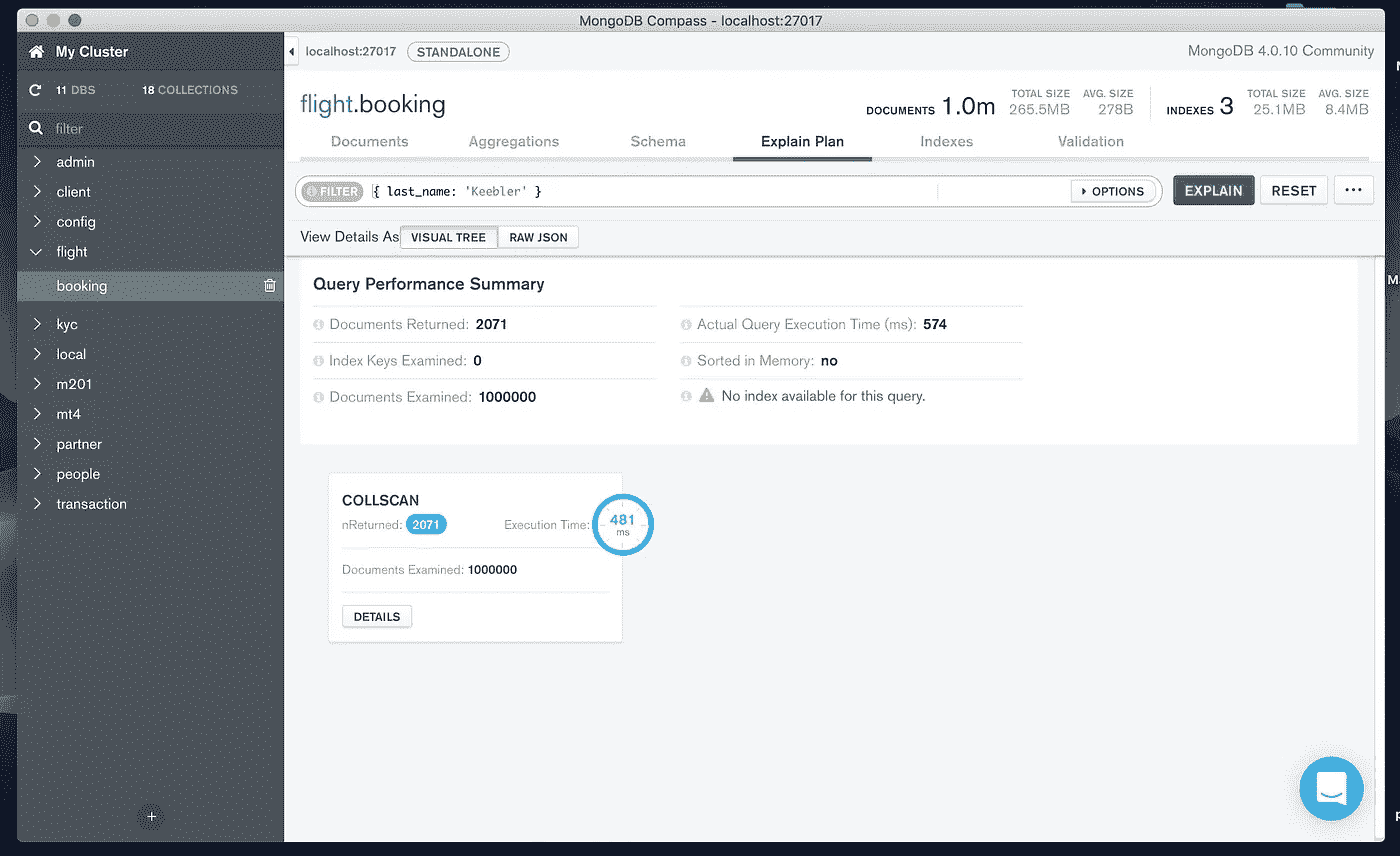 MongoDB Compass - localhost:27017
My Cluster
localhost:27017 STANDALONE
MongoDB 4.0.10 Community
11 DBS 18 COLLECTIONS
filter
admin
client
config
flight
booking
kyc
local
m201
mt4
partner
people
transaction
+
flight.booking
DOCUMENTS 1.0m TOTAL SIZE 265.5MB AVG. SIZE 278B
INDEXES 3 TOTAL SIZE 25.1MB AVG. SIZE 8.4MB
Documents Aggregations Schema Explain Plan Indexes Validation
FILTER { last_name: 'Keebler' } OPTIONS EXPLAIN RESET ...
View Details As VISUAL TREE RAW JSON
Query Performance Summary
Documents Returned: 2071
Index Keys Examined: 0
Documents Examined: 1000000
Actual Query Execution Time (ms): 574
Sorted in Memory: no
No index available for this query.
COLLSCAN
nReturned: 2071 Execution Time: 481 ms
Documents Examined: 1000000
DETAILS